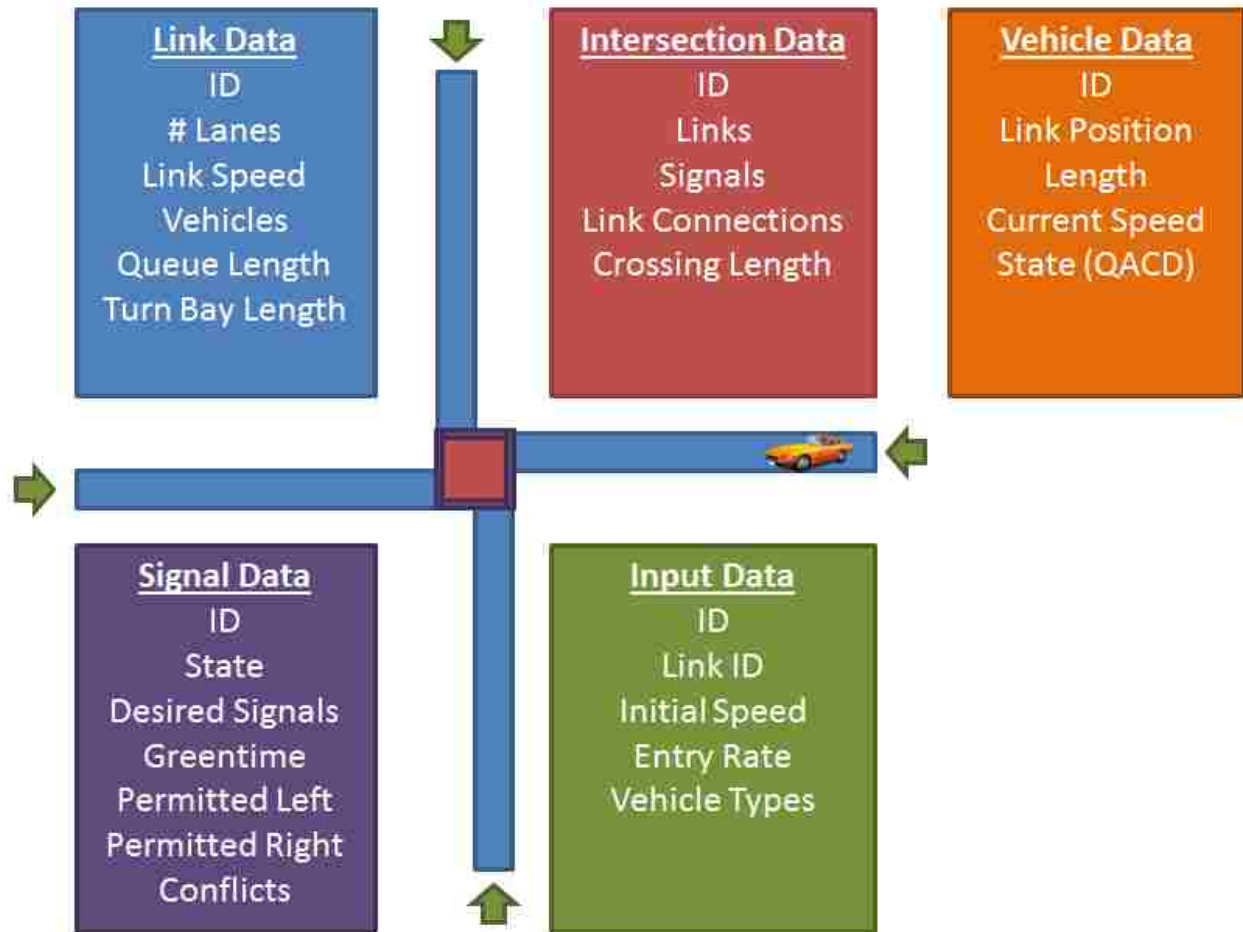 Link Data
ID
# Lanes
Link Speed
Vehicles
Queue Length
Turn Bay Length
Intersection Data
ID
Links
Signals
Link Connections
Crossing Length
Vehicle Data
ID
Link Position
Length
Current Speed
State (QACD)
Signal Data
ID
State
Desired Signals
Greentime
Permitted Left
Permitted Right
Conflicts
Input Data
ID
Link ID
Initial Speed
Entry Rate
Vehicle Types